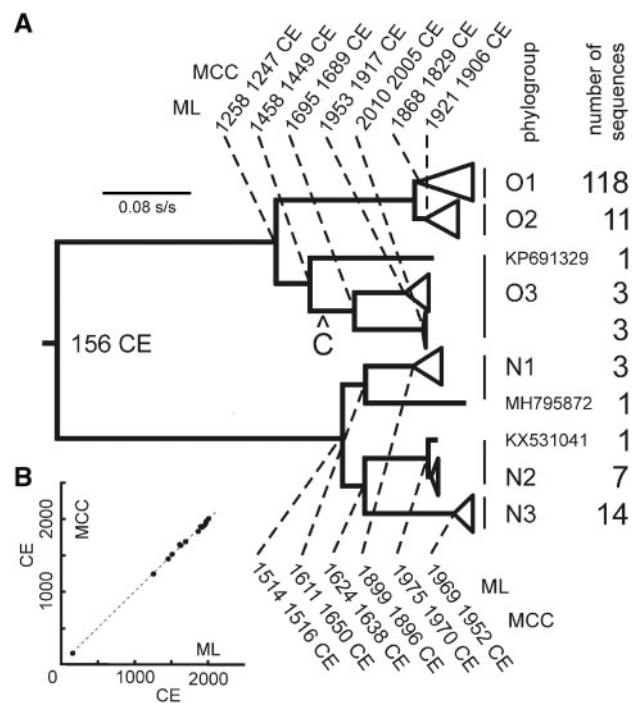 A
MCC
ML
1258 1247 CE
1458 1449 CE
1695 1689 CE
1953 1917 CE
2010 2005 CE
1868 1829 CE
1921 1906 CE
phylogroup
number of
sequences
0.08 s/s
O1 118
O2 11
KP691329 1
O3 3
3
C
156 CE
N1 3
MH795872 1
KX531041 1
N2 7
N3 14
1514 1516 CE
1611 1650 CE
1624 1638 CE
1899 1896 CE
1975 1970 CE
1969 1952 CE
ML
MCC
B
2000
1000
CE
MCC
0
1000
2000
ML
CE